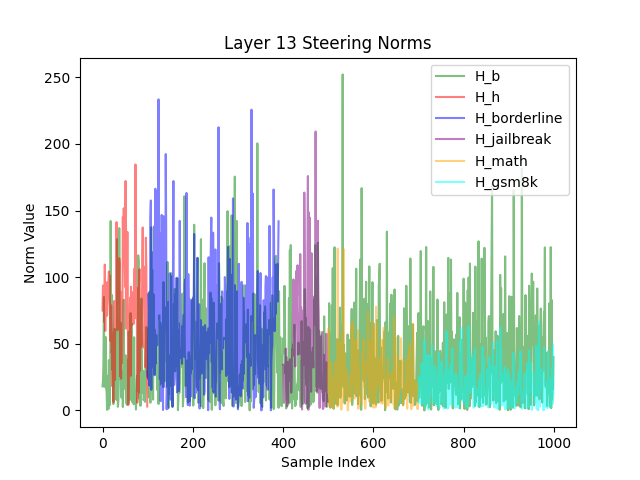 Layer 13 Steering Norms
250
200
150
100
50
0
Norm Value
H_b
H_h
H_borderline
H_jailbreak
H_math
H_gsm8k
0 200 400 600 800 1000
Sample Index